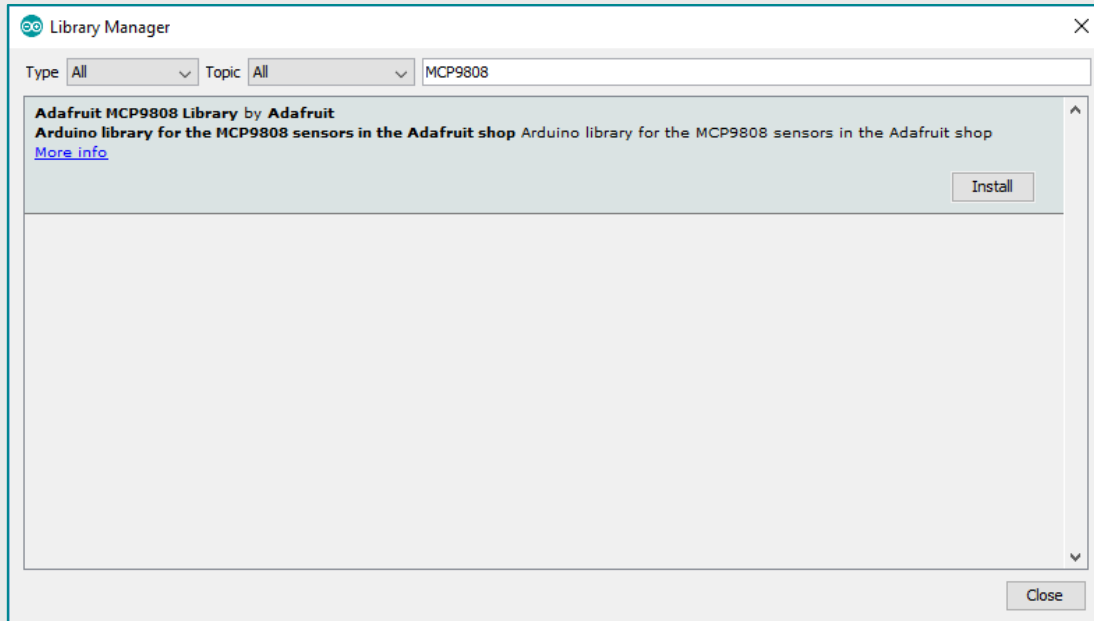 Library Manager
Type All Topic All MCP9808
Adafruit MCP9808 Library by Adafruit
Arduino library for the MCP9808 sensors in the Adafruit shop Arduino library for the MCP9808 sensors in the Adafruit shop
More info
Install
Close